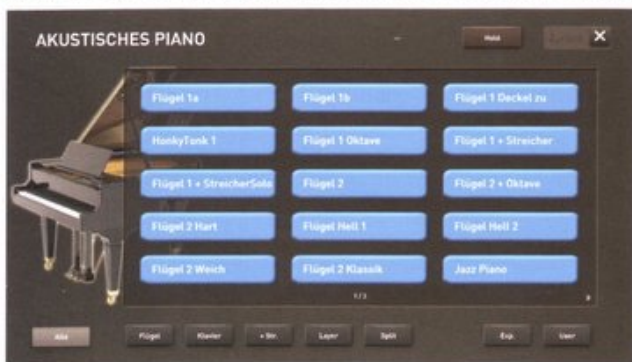 AKUSTISCHES PIANO
Hold
Flügel 1a
Flügel 1b
Flügel 1 Deckel zu
HonkyTonk 1
Flügel 1 Oktave
Flügel 1 + Streicher
Flügel 1 + StreicherSolo
Flügel 2
Flügel 2 + Oktave
Flügel 2 Hart
Flügel Hell 1
Flügel Hell 2
Flügel 2 Weich
Flügel 2 Klassik
Jazz Piano
1/3
Flügel
Klavier
+ Str.
Layer
Split
Exp.
User